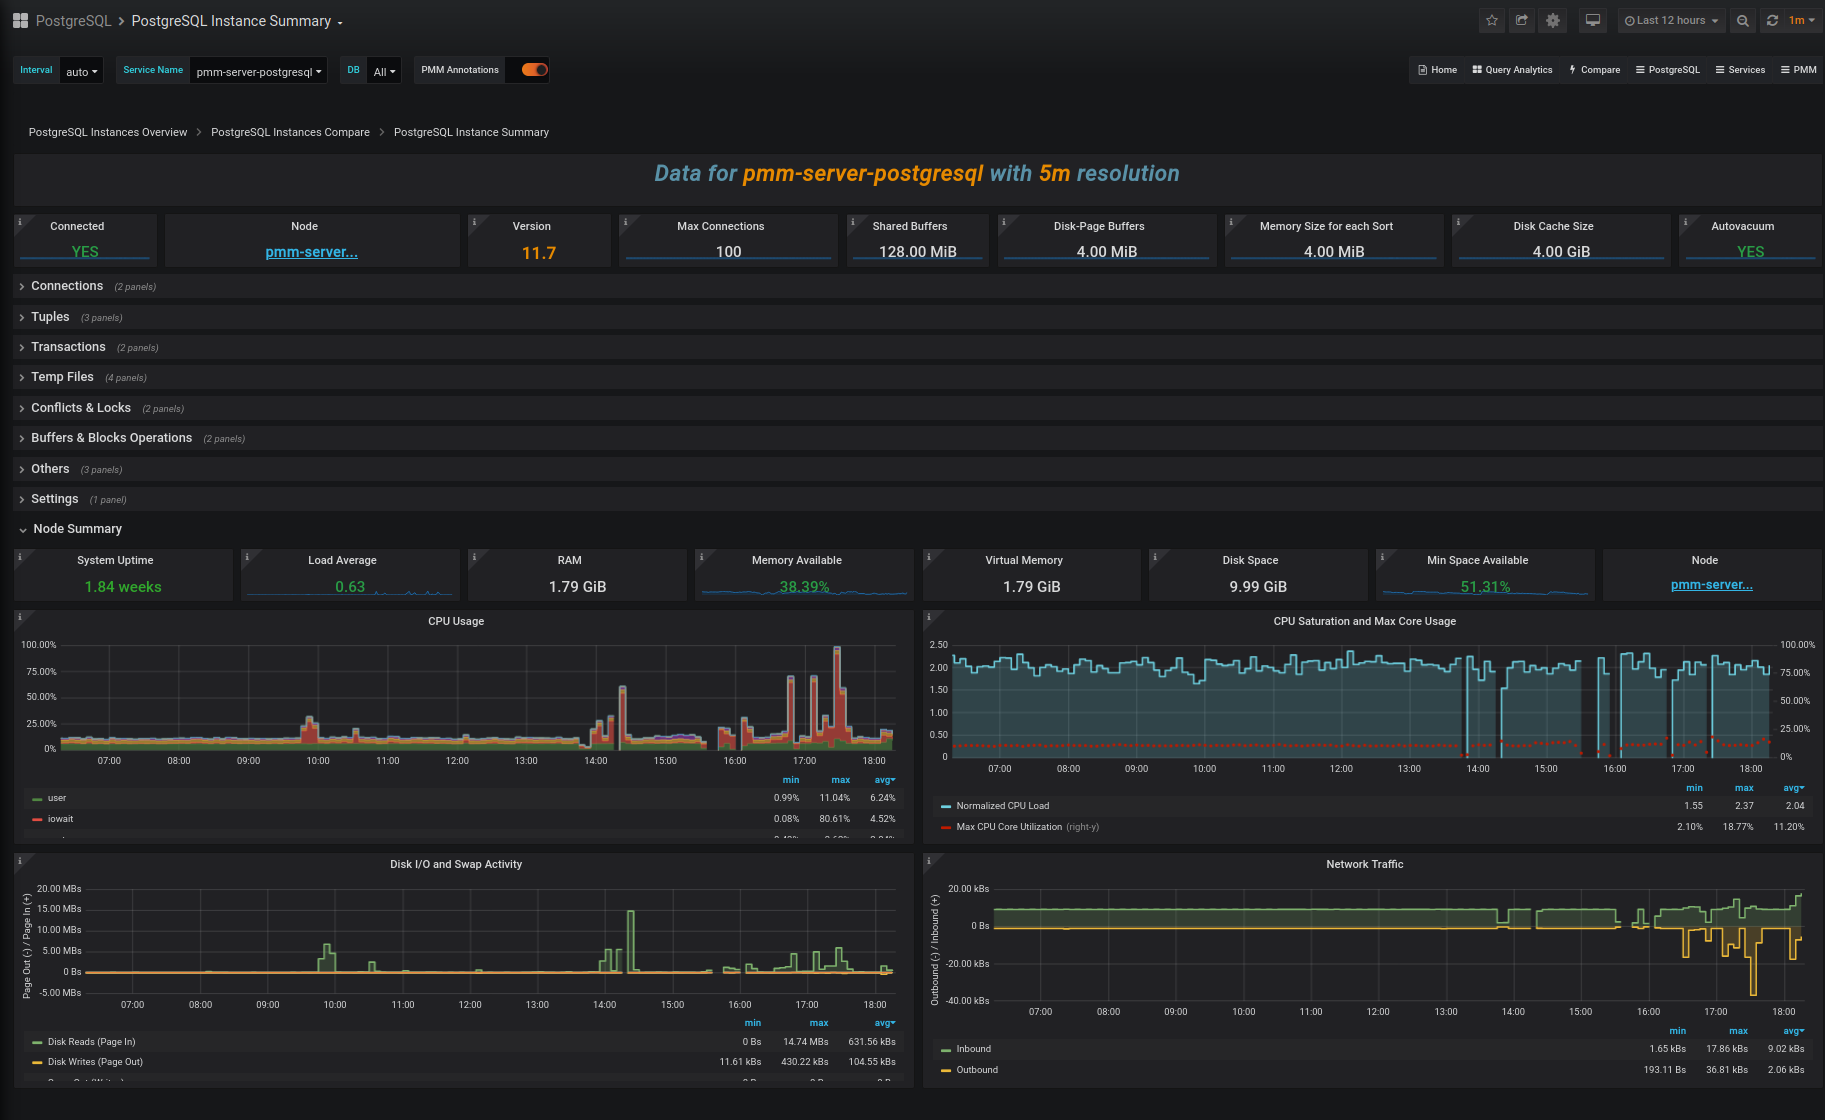 PostgreSQL > PostgreSQL Instance Summary
Last 12 hours 1m
Interval auto Service Name pmm-server-postgresql DB All PMM Annotations
Home Query Analytics Compare PostgreSQL Services PMM
PostgreSQL Instances Overview > PostgreSQL Instances Compare > PostgreSQL Instance Summary
Data for pmm-server-postgresql with 5m resolution
Connected Node Version Max Connections Shared Buffers Disk-Page Buffers Memory Size for each Sort Disk Cache Size Autovacuum
YES pmm-server... 11.7 100 128.00 MiB 4.00 MiB 4.00 MiB 4.00 GiB YES
Connections (2 panels)
Tuples (3 panels)
Transactions (2 panels)
Temp Files (4 panels)
Conflicts & Locks (2 panels)
Buffers & Blocks Operations (2 panels)
Others (3 panels)
Settings (1 panel)
Node Summary
System Uptime Load Average RAM Memory Available Virtual Memory Disk Space Min Space Available Node
1.84 weeks 0.63 1.79 GiB 38.39% 1.79 GiB 9.99 GiB 51.31% pmm-server...
CPU Usage
100.00%
75.00%
50.00%
25.00%
0%
07:00 08:00 09:00 10:00 11:00 12:00 13:00 14:00 15:00 16:00 17:00 18:00
min max avg
user 0.99% 11.04% 6.24%
iowait 0.08% 80.61% 4.52%
CPU Saturation and Max Core Usage
2.50 100.00%
2.00 75.00%
1.50 50.00%
1.00 25.00%
0.50 0%
0
07:00 08:00 09:00 10:00 11:00 12:00 13:00 14:00 15:00 16:00 17:00 18:00
min max avg
Normalized CPU Load 1.55 2.37 2.04
Max CPU Core Utilization (right-y) 2.10% 18.77% 11.20%
Disk I/O and Swap Activity
Page Out (-) / Page In (+)
20.00 MBs
15.00 MBs
10.00 MBs
5.00 MBs
0 Bs
-5.00 MBs
07:00 08:00 09:00 10:00 11:00 12:00 13:00 14:00 15:00 16:00 17:00 18:00
min max avg
Disk Reads (Page In) 0 Bs 14.74 MBs 631.56 kBs
Disk Writes (Page Out) 11.61 kBs 430.22 kBs 104.55 kBs
Network Traffic
Outbound (-) / Inbound (+)
20.00 kBs
0 Bs
-20.00 kBs
-40.00 kBs
07:00 08:00 09:00 10:00 11:00 12:00 13:00 14:00 15:00 16:00 17:00 18:00
min max avg
Inbound 1.65 kBs 17.86 kBs 9.02 kBs
Outbound 193.11 Bs 36.81 kBs 2.06 kBs